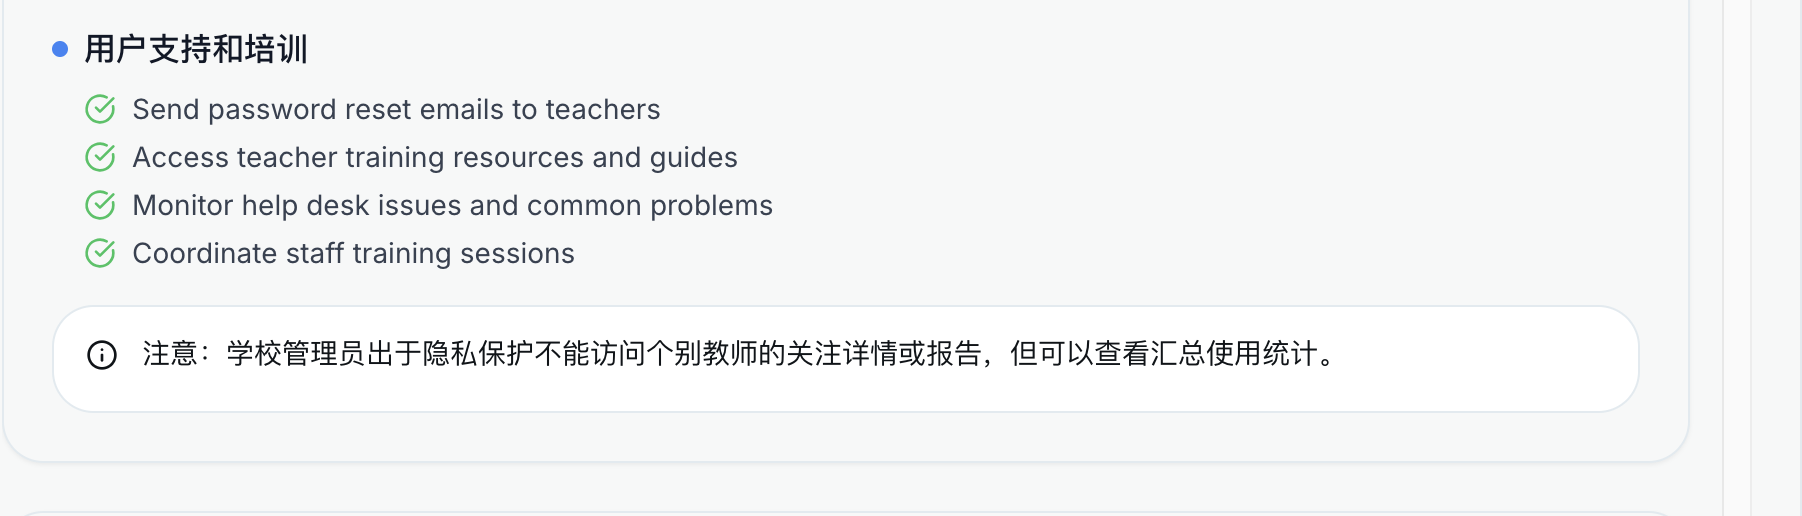 用户支持和培训
Send password reset emails to teachers
Access teacher training resources and guides
Monitor help desk issues and common problems
Coordinate staff training sessions
注意：学校管理员出于隐私保护不能访问个别教师的关注详情或报告，但可以查看汇总使用统计。